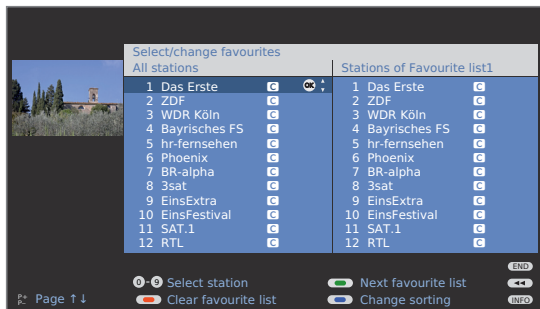 Select/change favourites
All stations
Stations of Favourite list1
1 Das Erste C OK
2 ZDF C
3 WDR Köln C
4 Bayrisches FS C
5 hr-fernsehen C
6 Phoenix C
7 BR-alpha C
8 3sat C
9 EinsExtra C
10 EinsFestival C
11 SAT.1 C
12 RTL C
1 Das Erste C
2 ZDF C
3 WDR Köln C
4 Bayrisches FS C
5 hr-fernsehen C
6 Phoenix C
7 BR-alpha C
8 3sat C
9 EinsExtra C
10 EinsFestival C
11 SAT.1 C
12 RTL C
END
0-9 Select station
Next favourite list
P+
P- Page ↑↓
Clear favourite list
Change sorting
INFO